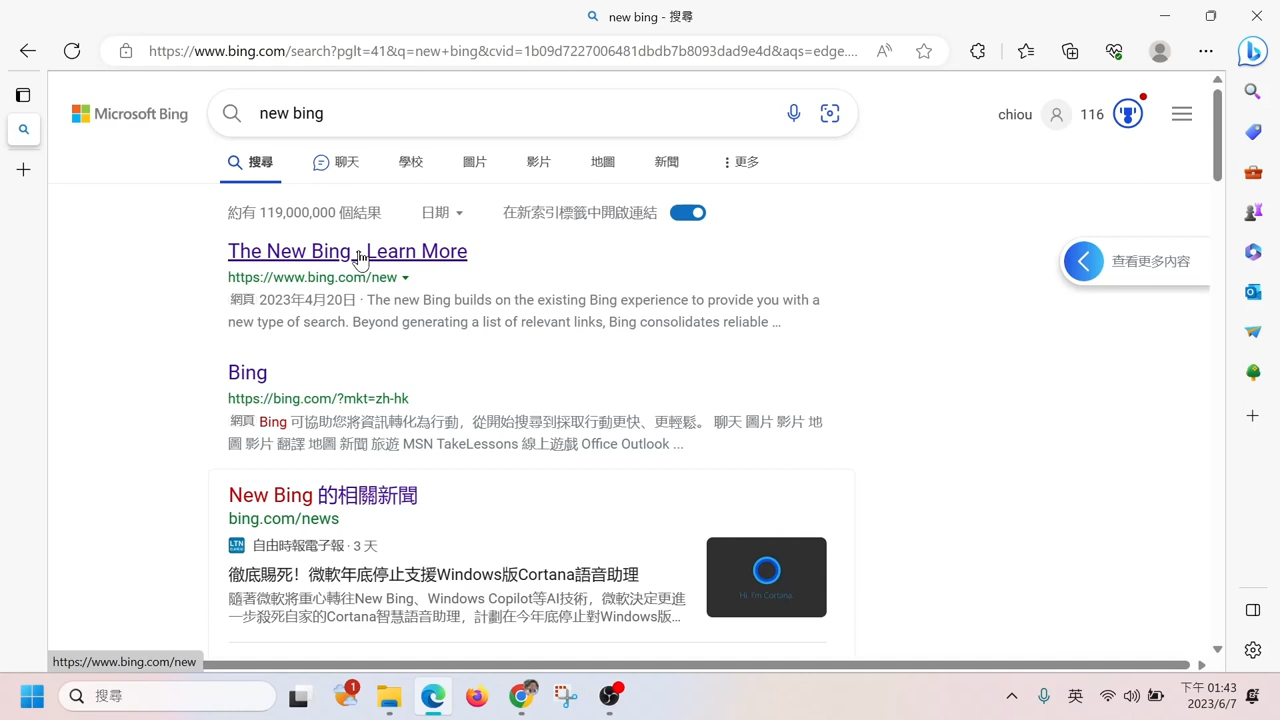 new bing - 搜尋
https://www.bing.com/search?pglt=41&q=new+bing&cvid=1b09d7227006481dbdb7b8093dad9e4d&aqs=edge....
Microsoft Bing
new bing
chiou
116
搜尋
聊天
學校
圖片
影片
地圖
新聞
更多
約有 119,000,000 個結果
日期
在新索引標籤中開啟連結
The New Bing - Learn More
https://www.bing.com/new
查看更多內容
網頁 2023年4月20日 · The new Bing builds on the existing Bing experience to provide you with a
new type of search. Beyond generating a list of relevant links, Bing consolidates reliable ...
Bing
https://bing.com/?mkt=zh-hk
網頁 Bing 可協助您將資訊轉化為行動，從開始搜尋到採取行動更快、更輕鬆。 聊天 圖片 影片 地
圖 影片 翻譯 地圖 新聞 旅遊 MSN TakeLessons 線上遊戲 Office Outlook ...
New Bing 的相關新聞
bing.com/news
LTN
自由時報電子報 · 3 天
徹底賜死！微軟年底停止支援Windows版Cortana語音助理
隨著微軟將重心轉往New Bing、Windows Copilot等AI技術，微軟決定更進
一步殺死自家的Cortana智慧語音助理，計劃在今年底停止對Windows版...
Hi. I'm Cortana.
https://www.bing.com/new
搜尋
1
英
下午 01:43
2023/6/7